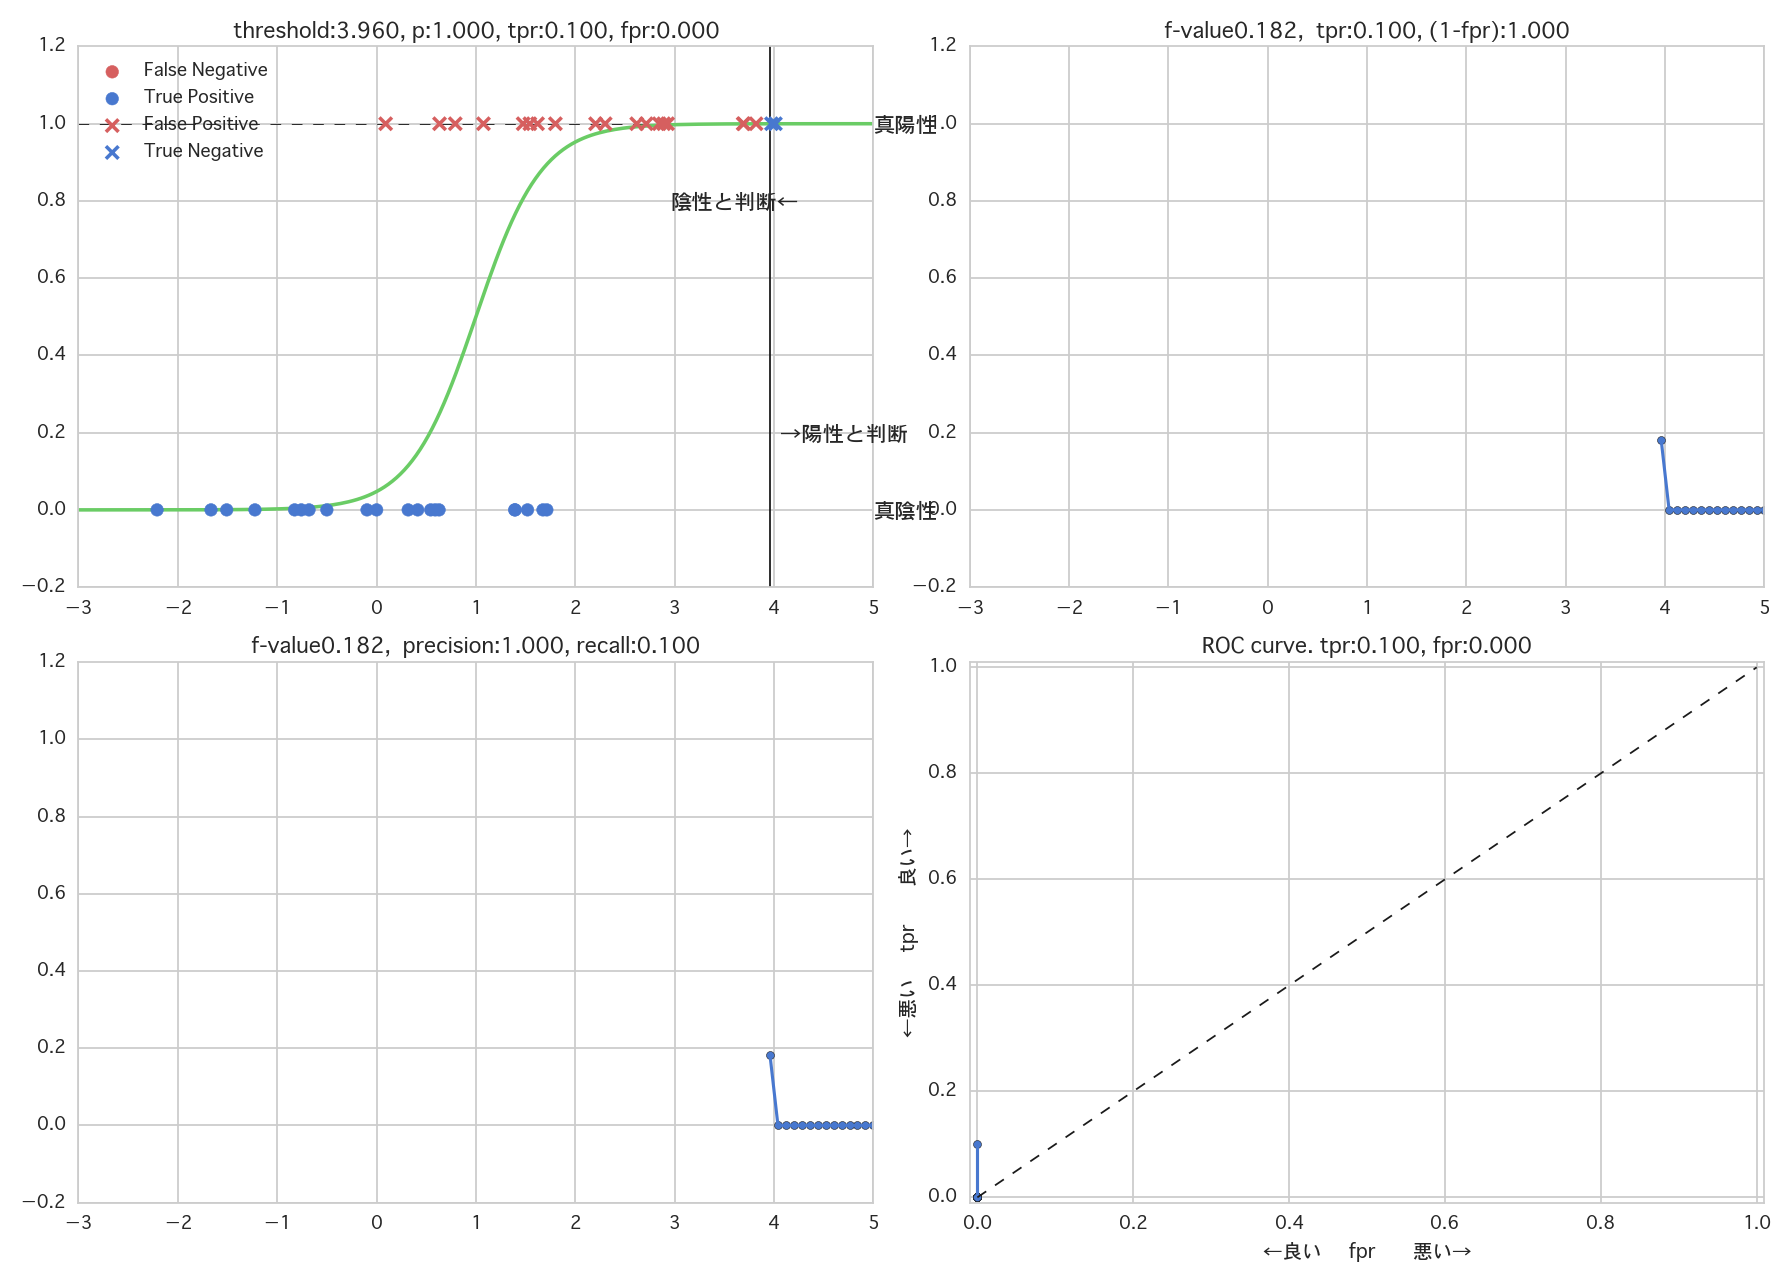 threshold:3.960, p:1.000, tpr:0.100, fpr:0.000
1.2
1.0
0.8
0.6
0.4
0.2
0.0
−0.2
False Negative
True Positive
False Positive
True Negative
陰性と判断←
→陽性と判断
真陽性
真陰性
−3 −2 −1 0 1 2 3 4 5
f-value0.182, tpr:0.100, (1-fpr):1.000
1.2
1.0
0.8
0.6
0.4
0.2
0.0
−0.2
−3 −2 −1 0 1 2 3 4 5
f-value0.182, precision:1.000, recall:0.100
1.2
1.0
0.8
0.6
0.4
0.2
0.0
−0.2
−3 −2 −1 0 1 2 3 4 5
ROC curve. tpr:0.100, fpr:0.000
←悪い tpr 良い→
1.0
0.8
0.6
0.4
0.2
0.0
0.0 0.2 0.4 0.6 0.8 1.0
←良い fpr 悪い→